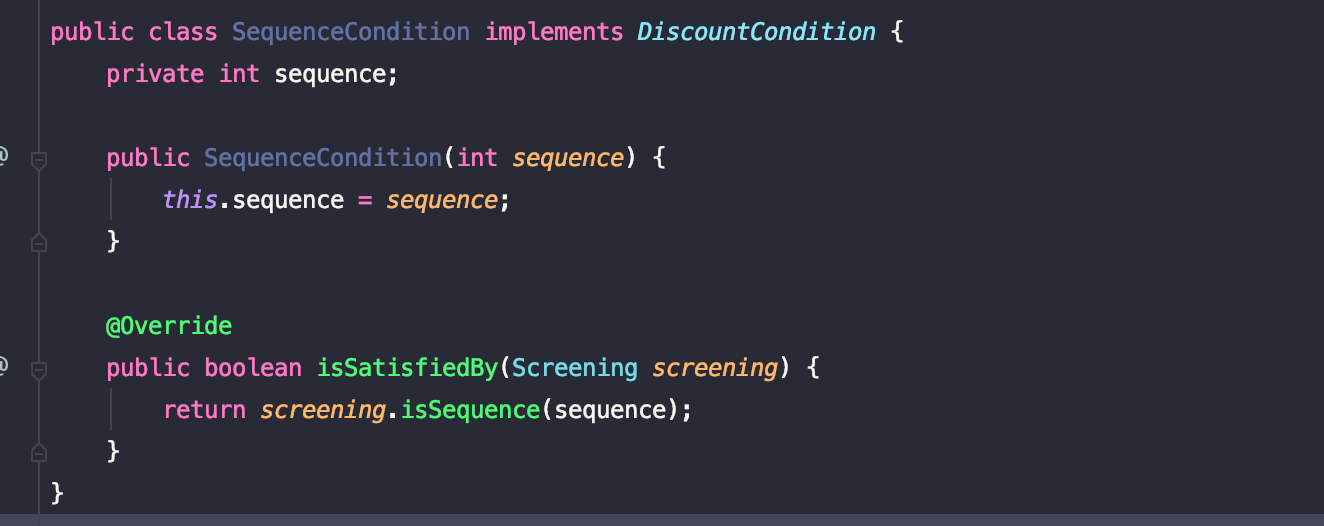 public class SequenceCondition implements DiscountCondition {
private int sequence;
public SequenceCondition(int sequence) {
this.sequence = sequence;
}
@Override
public boolean isSatisfiedBy(Screening screening) {
return screening.isSequence(sequence);
}
}